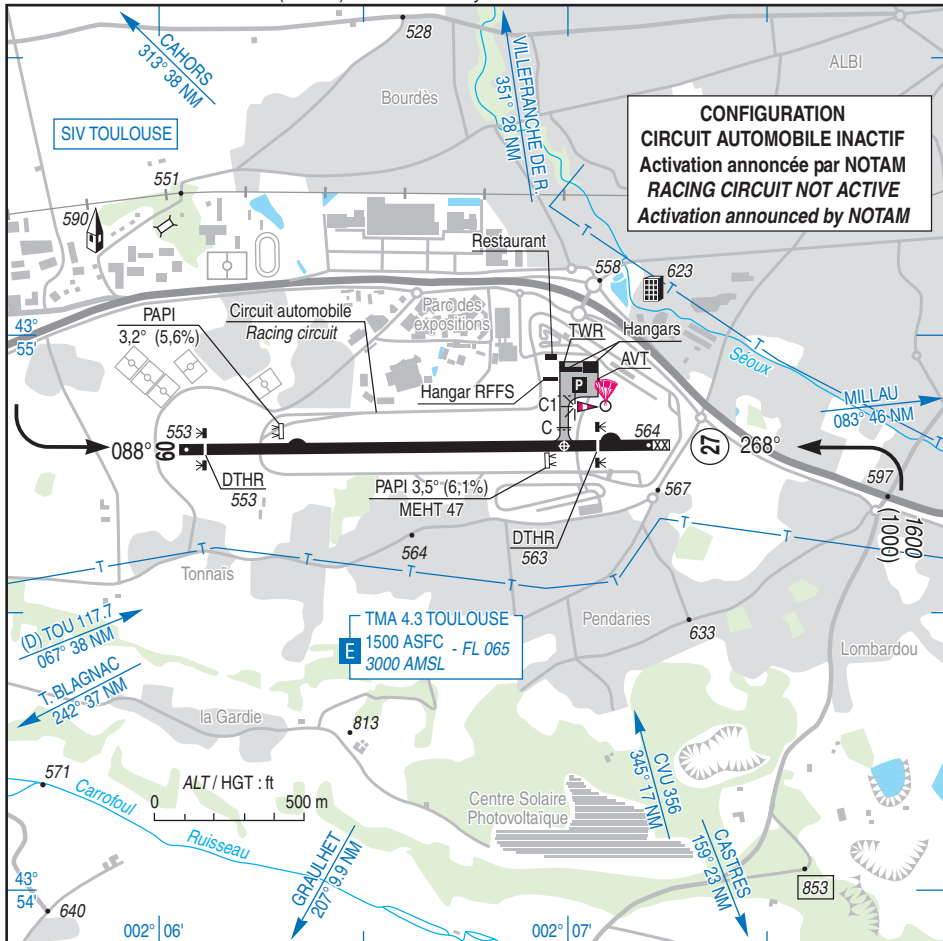 528
CAHORS
313° 38 NM
VILLEFRANCHE DE R.
351° 28 NM
ALBI
Bourdès
CONFIGURATION
CIRCUIT AUTOMOBILE INACTIF
Activation annoncée par NOTAM
RACING CIRCUIT NOT ACTIVE
Activation announced by NOTAM
SIV TOULOUSE
551
590
Restaurant
558
623
43°
55'
PAPI
3,2° (5,6%)
Circuit automobile
Racing circuit
Parc des
expositions
TWR
Hangars
AVT
T
T
Séoux
Hangar RFFS
P
C1
C
MILLAU
083° 46 NM
088°
09
553
564
XX
27
268°
DTHR
553
PAPI 3,5° (6,1%)
MEHT 47
DTHR
563
567
597
1600
(1000)
564
T
T
T
T
T
T
Tonnaïs
(D) TOU 117.7
067° 38 NM
TMA 4.3 TOULOUSE
E
1500 ASFC - FL 065
3000 AMSL
Pendaries
633
Lombardou
T. BLAGNAC
242° 37 NM
la Gardie
813
CVU 356
345° 17 NM
571
Carrofoul
Ruisseau
ALT / HGT : ft
0
500 m
Centre Solaire
Photovoltaïque
GRAULHET
207° 9.9 NM
CASTRES
159° 23 NM
853
43°
54'
640
002° 06'
002° 07'